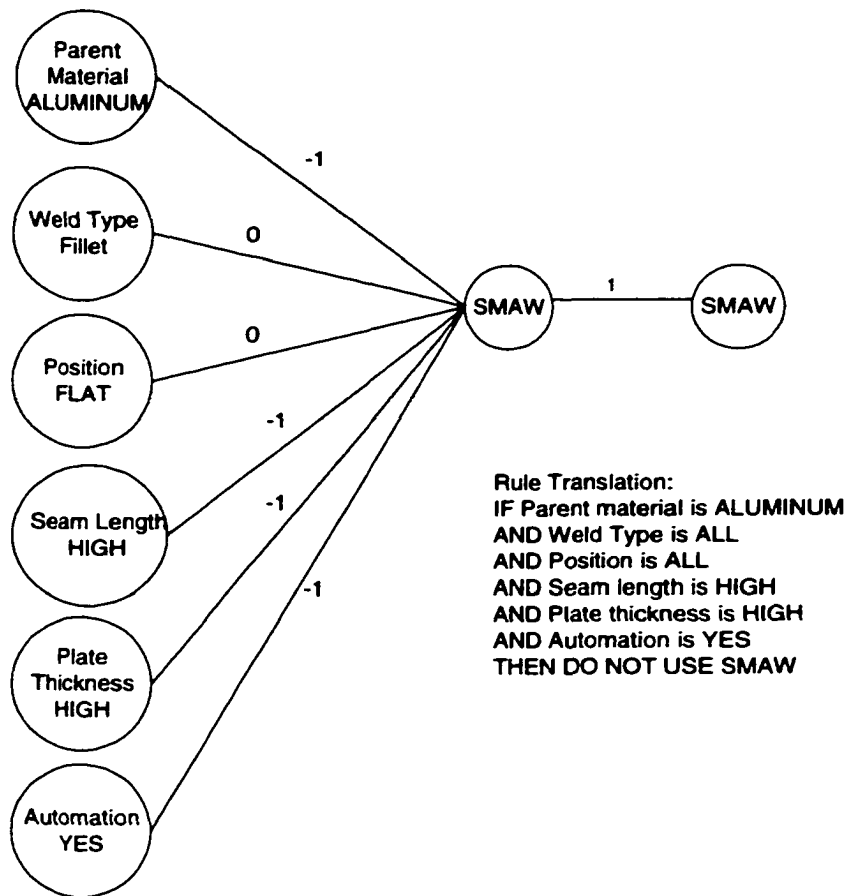 Parent
Material
ALUMINUM
-1
Weld Type
Fillet
0
SMAW
1
SMAW
0
Position
FLAT
-1
Seam Length
HIGH
-1
-1
Plate
Thickness
HIGH
Automation
YES
Rule Translation:
IF Parent material is ALUMINUM
AND Weld Type is ALL
AND Position is ALL
AND Seam length is HIGH
AND Plate thickness is HIGH
AND Automation is YES
THEN DO NOT USE SMAW